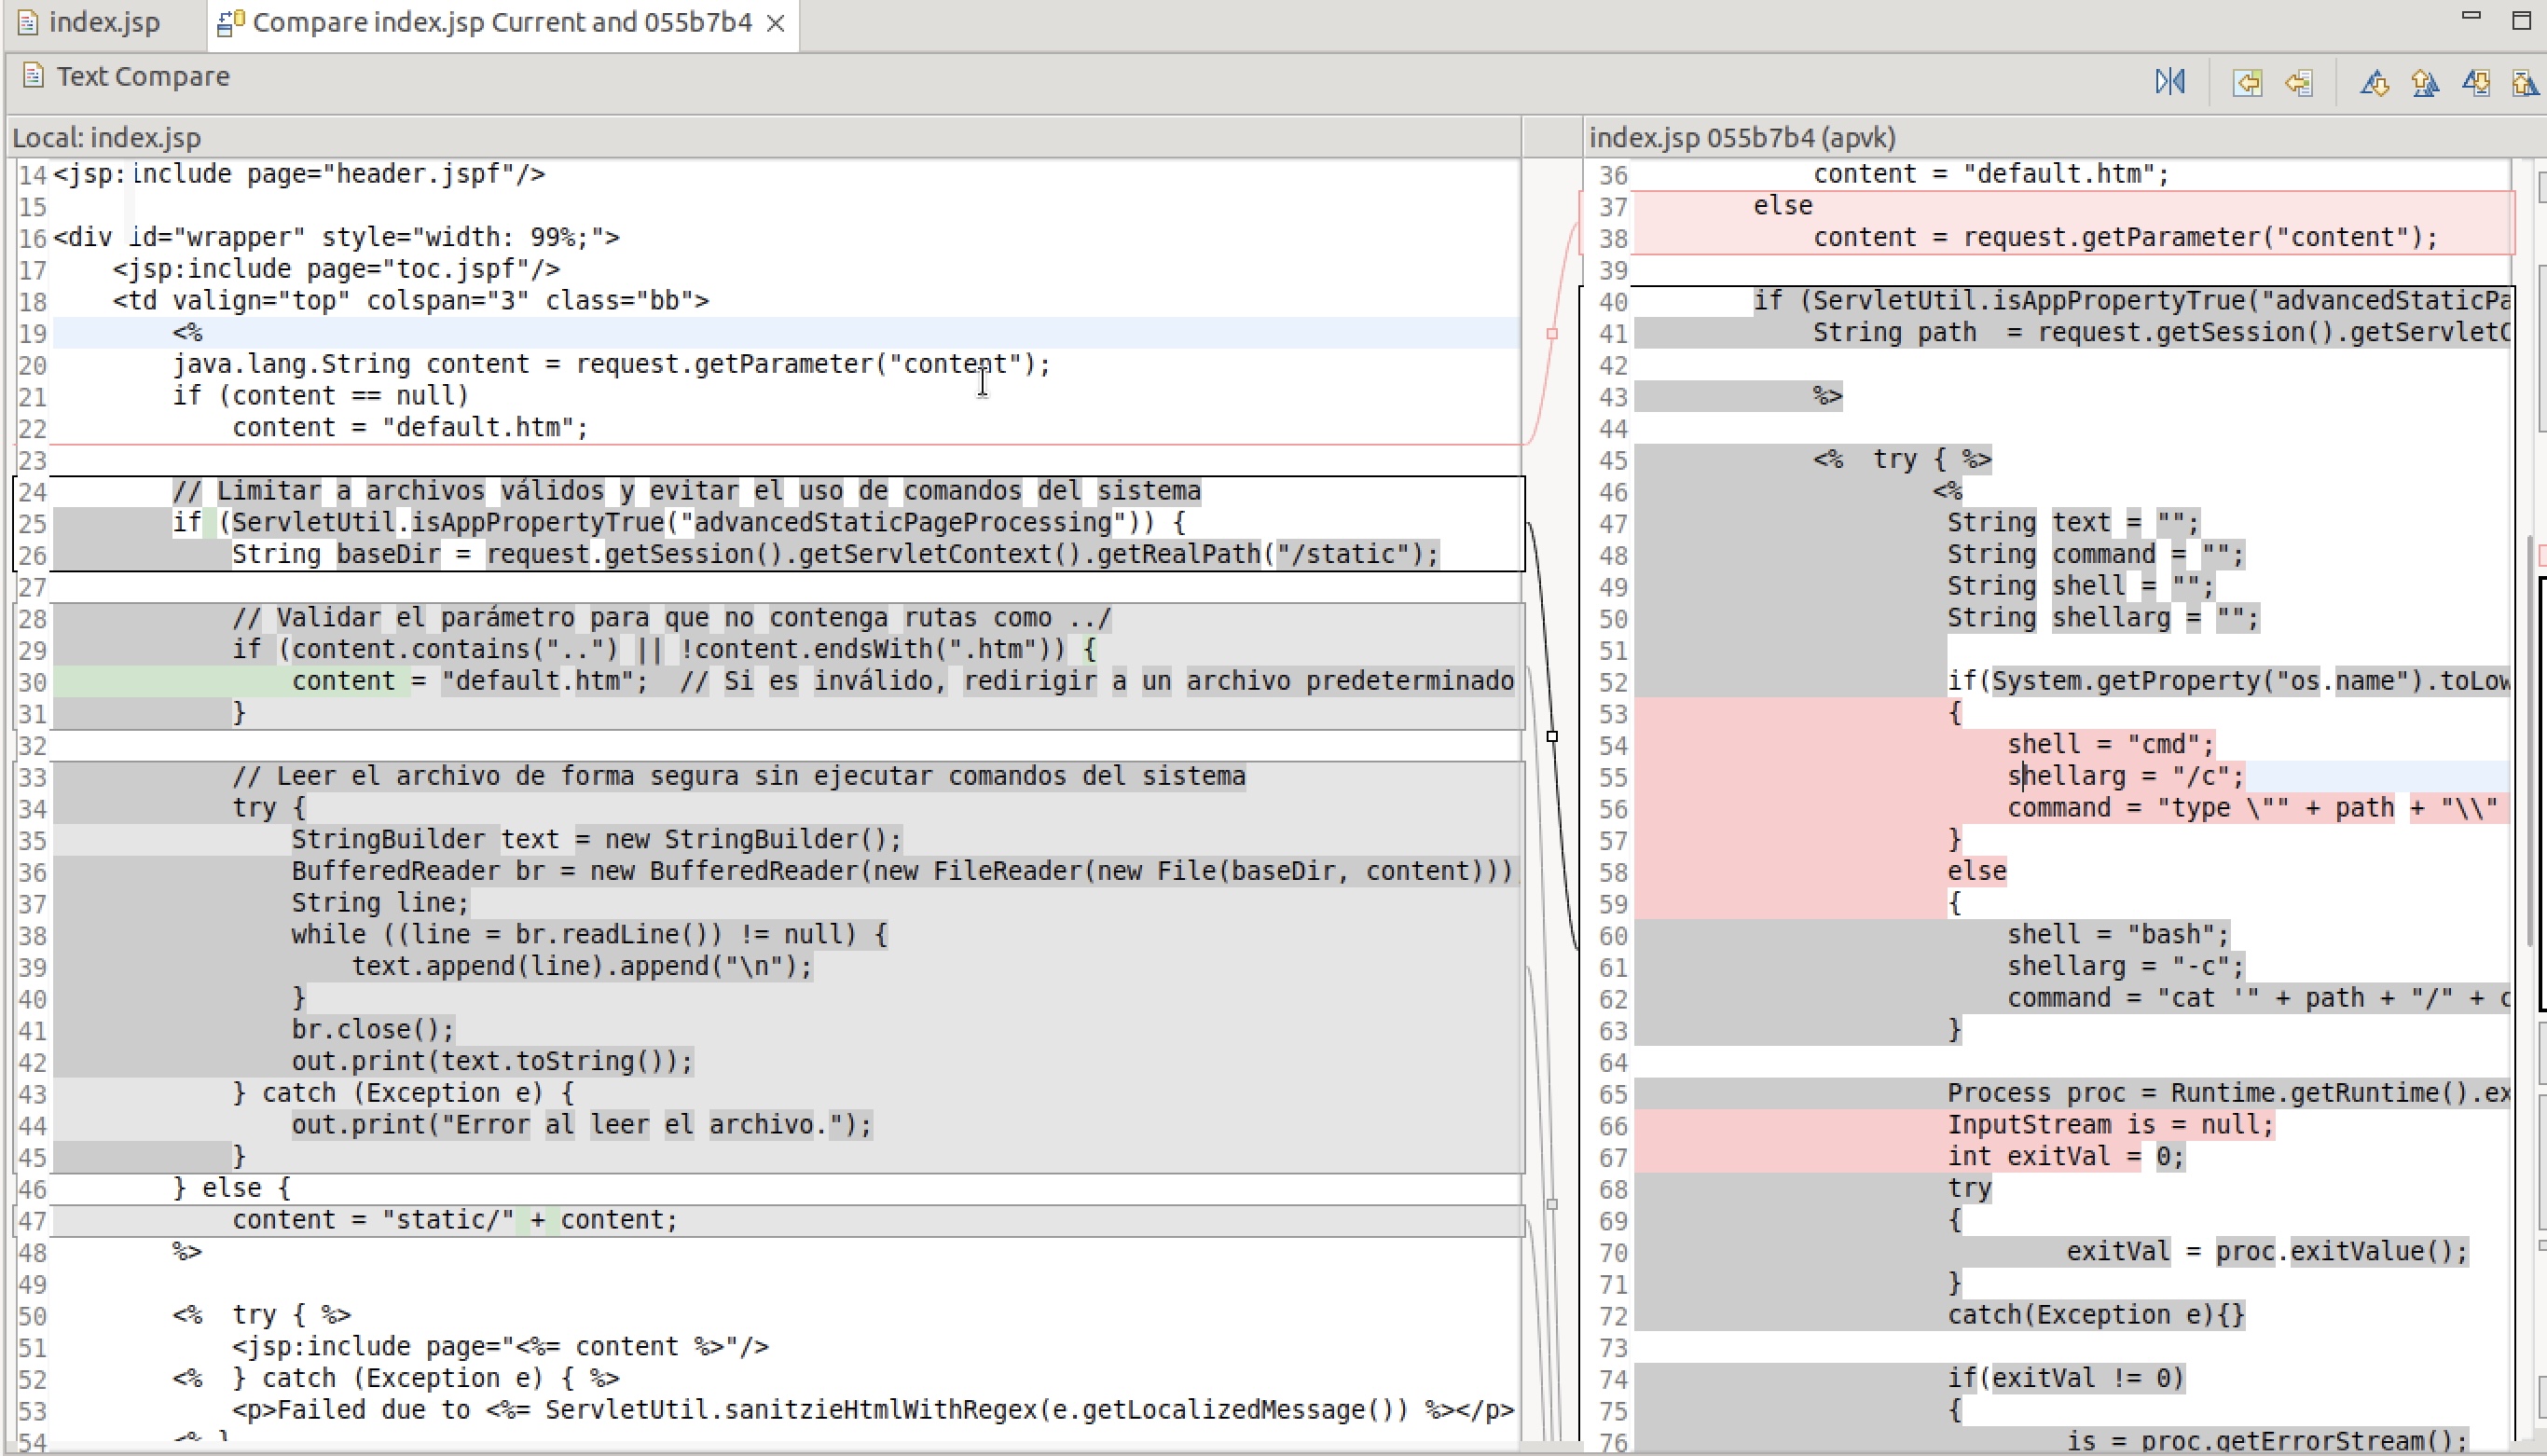 index.jsp
Compare index.jsp Current and 055b7b4
Text Compare
Local: index.jsp
14 <jsp:include page="header.jspf"/>
15
16 <div id="wrapper" style="width: 99%;">
17     <jsp:include page="toc.jspf"/>
18     <td valign="top" colspan="3" class="bb">
19         <%
20         java.lang.String content = request.getParameter("content");
21         if (content == null)
22             content = "default.htm";
23
24         // Limitar a archivos válidos y evitar el uso de comandos del sistema
25         if (ServletUtil.isAppPropertyTrue("advancedStaticPageProcessing")) {
26             String baseDir = request.getSession().getServletContext().getRealPath("/static");
27
28             // Validar el parámetro para que no contenga rutas como ../
29             if (content.contains("..") || !content.endsWith(".htm")) {
30                 content = "default.htm";  // Si es inválido, redirigir a un archivo predeterminado
31             }
32
33             // Leer el archivo de forma segura sin ejecutar comandos del sistema
34             try {
35                 StringBuilder text = new StringBuilder();
36                 BufferedReader br = new BufferedReader(new FileReader(new File(baseDir, content)))
37                 String line;
38                 while ((line = br.readLine()) != null) {
39                     text.append(line).append("\n");
40                 }
41                 br.close();
42                 out.print(text.toString());
43             } catch (Exception e) {
44                 out.print("Error al leer el archivo.");
45             }
46         } else {
47             content = "static/" + content;
48         %>
49
50         <%  try { %>
51             <jsp:include page="<%= content %>"/>
52         <%  } catch (Exception e) { %>
53             <p>Failed due to <%= ServletUtil.sanitzieHtmlWithRegex(e.getLocalizedMessage()) %></p>
54         <% }
index.jsp 055b7b4 (apvk)
36             content = "default.htm";
37         else
38             content = request.getParameter("content");
39
40         if (ServletUtil.isAppPropertyTrue("advancedStaticPa
41             String path  = request.getSession().getServletC
42
43             %>
44
45             <%  try { %>
46                     <%
47                      String text = "";
48                      String command = "";
49                      String shell = "";
50                      String shellarg = "";
51
52                      if(System.getProperty("os.name").toLow
53                      {
54                          shell = "cmd";
55                          shellarg = "/c";
56                          command = "type \"" + path + "\\"
57                      }
58                      else
59                      {
60                          shell = "bash";
61                          shellarg = "-c";
62                          command = "cat '" + path + "/" + c
63                      }
64
65                      Process proc = Runtime.getRuntime().ex
66                      InputStream is = null;
67                      int exitVal = 0;
68                      try
69                      {
70                              exitVal = proc.exitValue();
71                      }
72                      catch(Exception e){}
73
74                      if(exitVal != 0)
75                      {
76                              is = proc.getErrorStream();